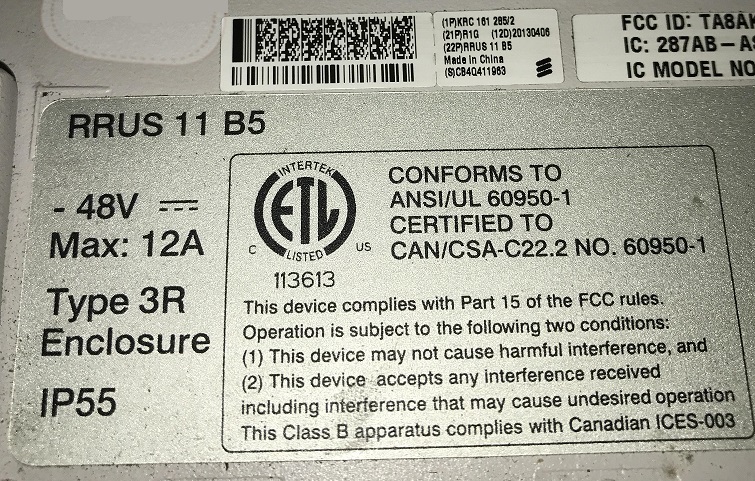 (1P)KRC 161 285/2
(21P)R1G (12D)20130406
(22P)RRUS 11 B5
Made in China
(S)CB4Q411963
FCC ID: TA8A
IC: 287AB-A
IC MODEL NO
RRUS 11 B5
- 48V
Max: 12A
Type 3R
Enclosure
IP55
INTERTEK
ETL
LISTED
C US
113613
CONFORMS TO
ANSI/UL 60950-1
CERTIFIED TO
CAN/CSA-C22.2 NO. 60950-1
This device complies with Part 15 of the FCC rules.
Operation is subject to the following two conditions:
(1) This device may not cause harmful interference, and
(2) This device accepts any interference received
including interference that may cause undesired operation
This Class B apparatus complies with Canadian ICES-003